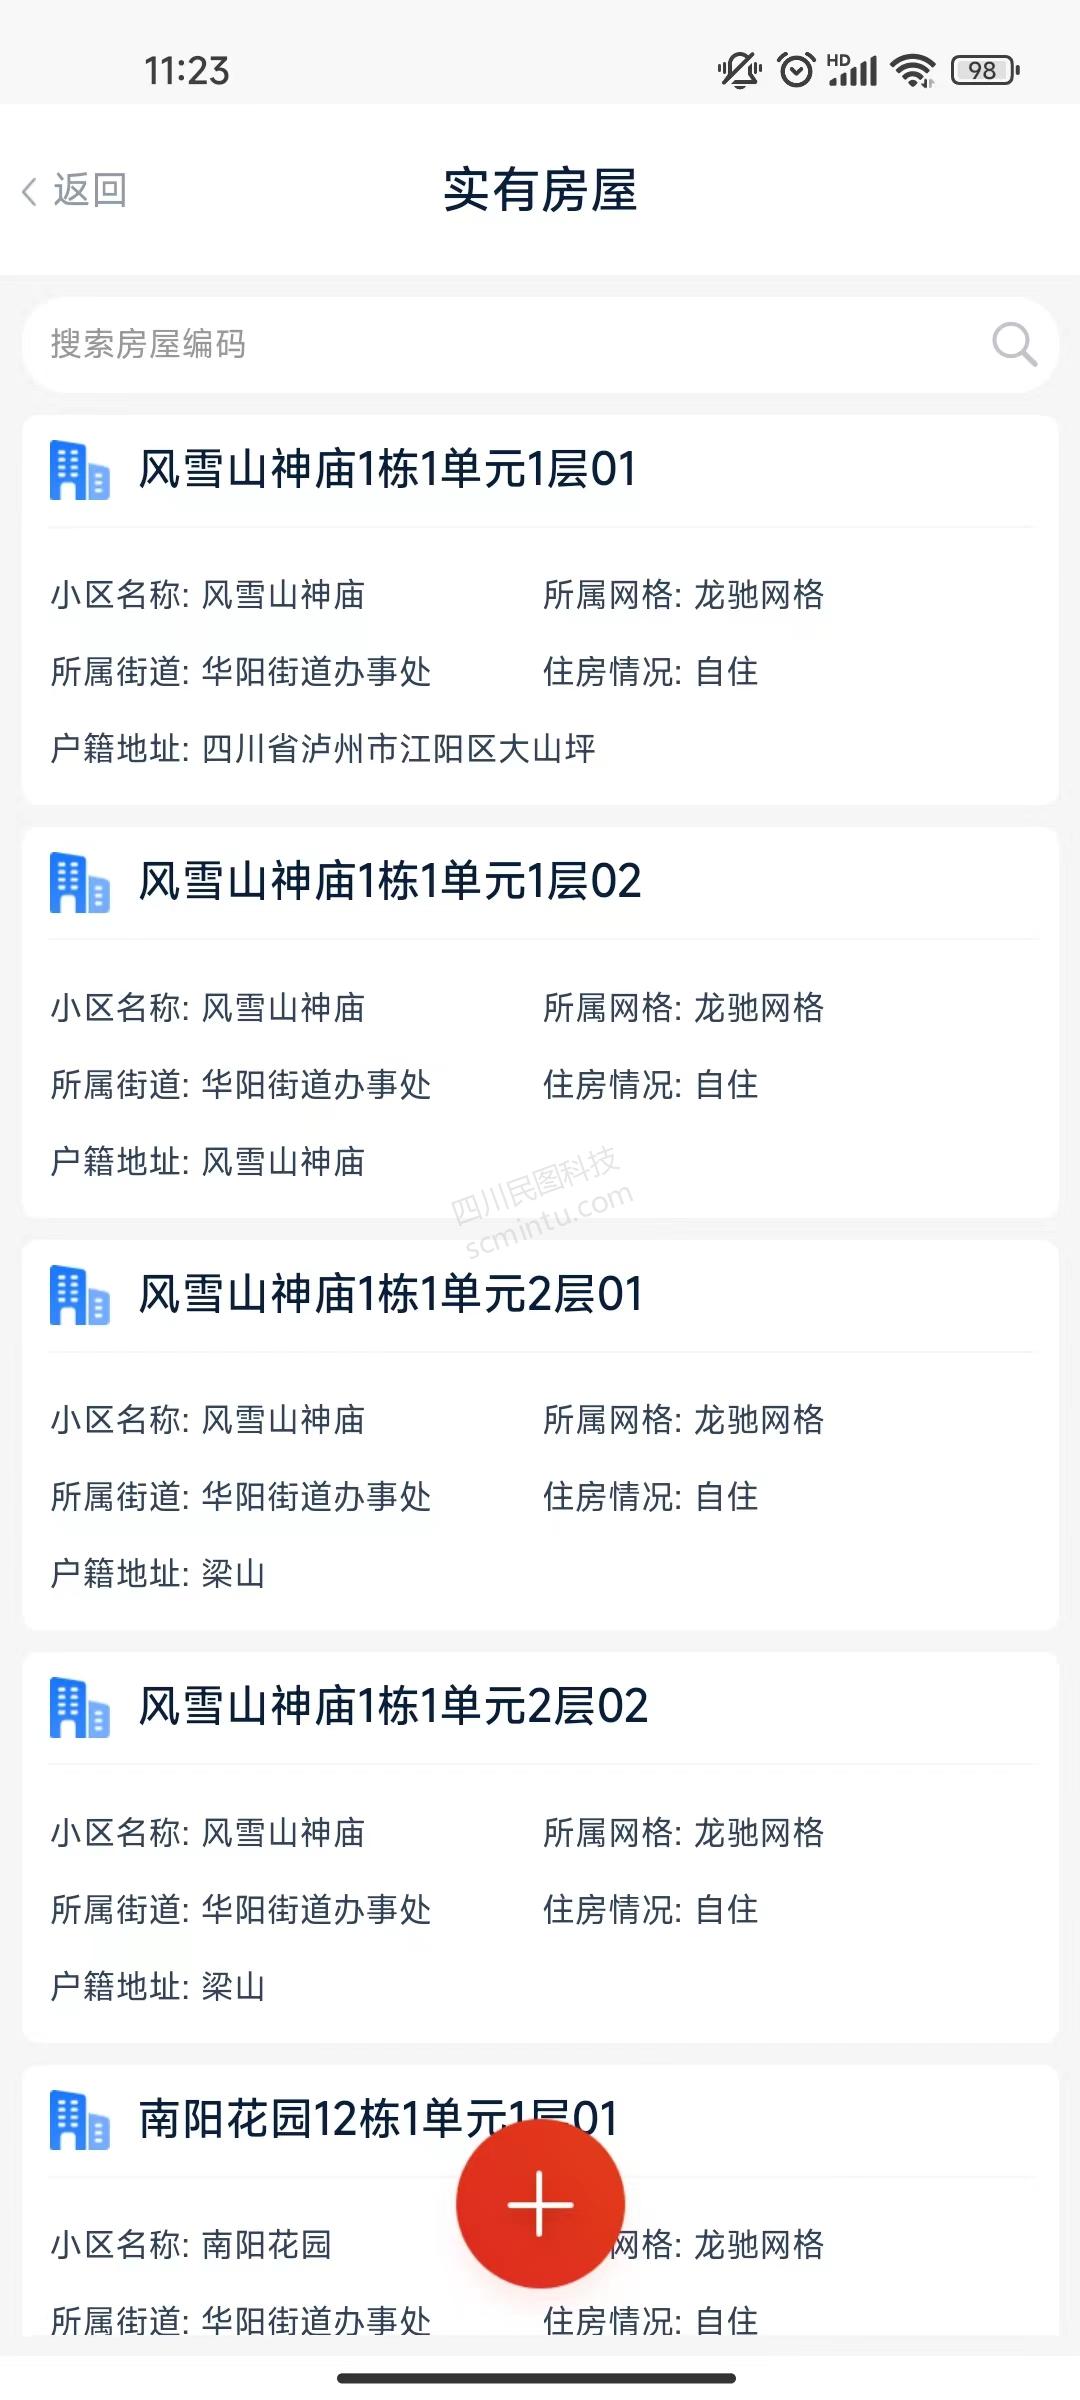 11:23
HD
98
返回
实有房屋
搜索房屋编码
风雪山神庙1栋1单元1层01
小区名称: 风雪山神庙 所属网格: 龙驰网格
所属街道: 华阳街道办事处 住房情况: 自住
户籍地址: 四川省泸州市江阳区大山坪
风雪山神庙1栋1单元1层02
小区名称: 风雪山神庙 所属网格: 龙驰网格
所属街道: 华阳街道办事处 住房情况: 自住
户籍地址: 风雪山神庙
四川民图科技
scmintu.com
风雪山神庙1栋1单元2层01
小区名称: 风雪山神庙 所属网格: 龙驰网格
所属街道: 华阳街道办事处 住房情况: 自住
户籍地址: 梁山
风雪山神庙1栋1单元2层02
小区名称: 风雪山神庙 所属网格: 龙驰网格
所属街道: 华阳街道办事处 住房情况: 自住
户籍地址: 梁山
南阳花园12栋1单元1层01
小区名称: 南阳花园 网格: 龙驰网格
所属街道: 华阳街道办事处 住房情况: 自住